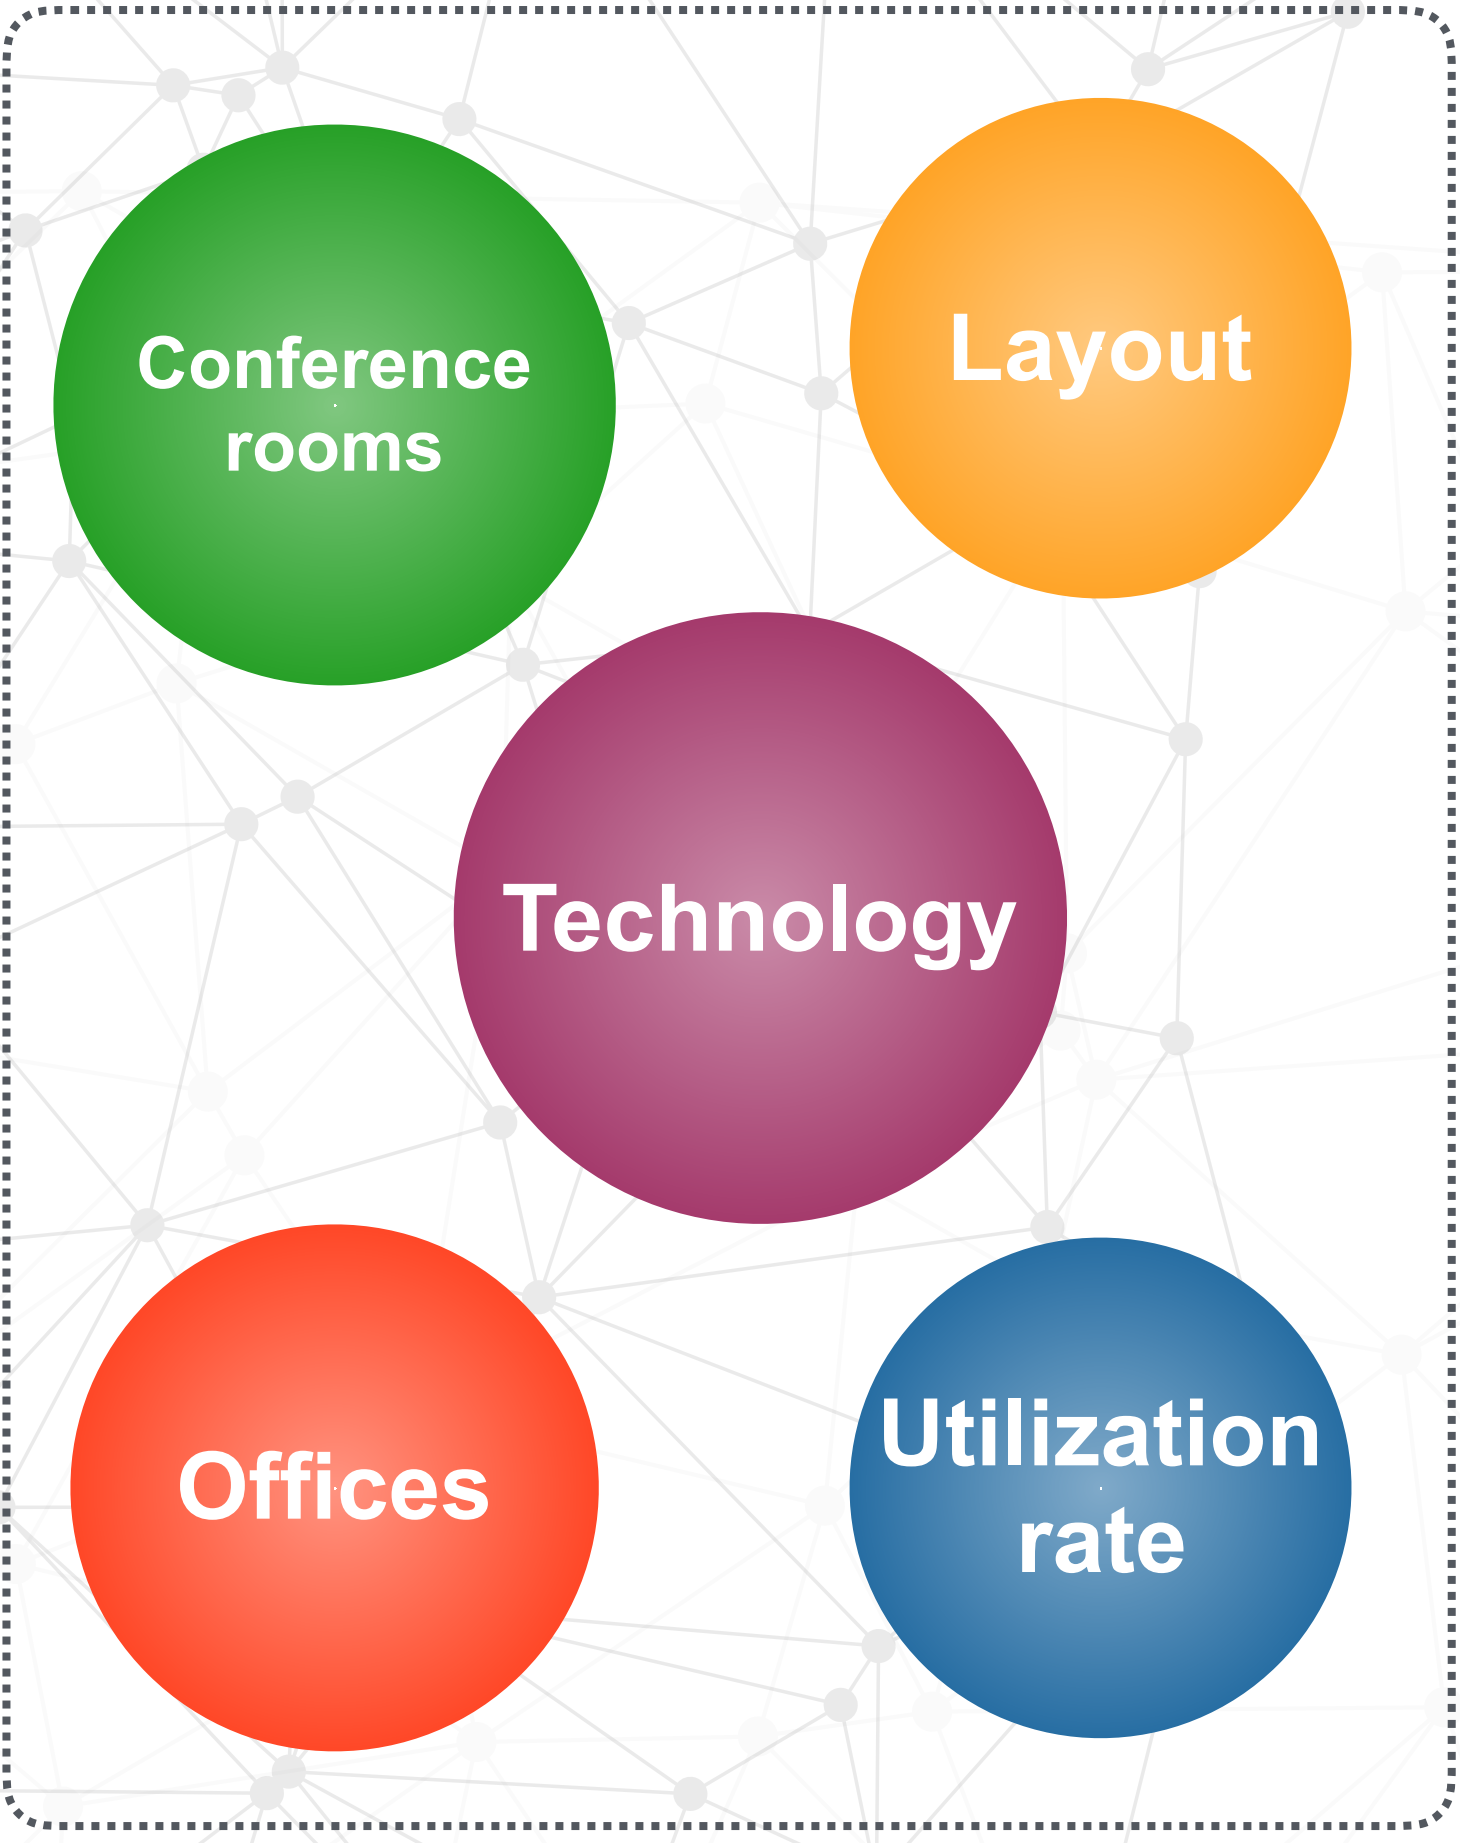 Conference
rooms
Layout
Technology
Offices
Utilization
rate